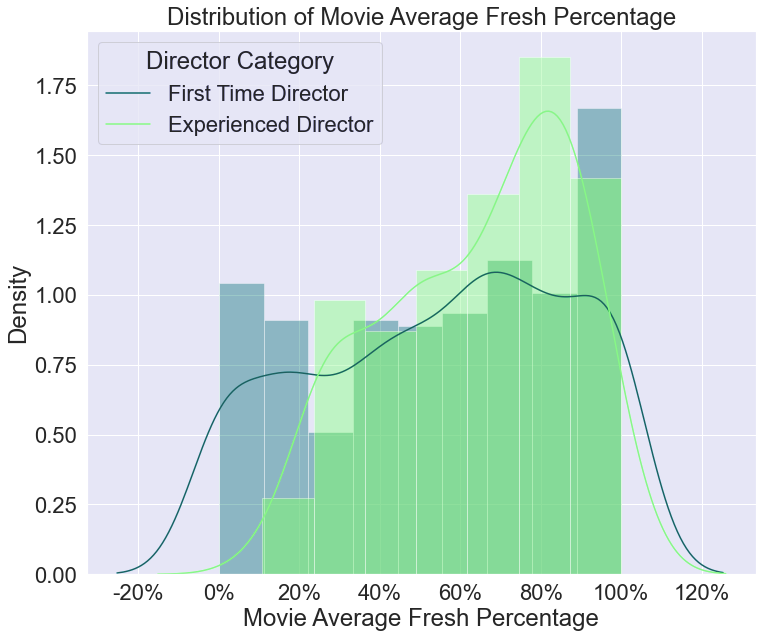 Distribution of Movie Average Fresh Percentage
Director Category
First Time Director
Experienced Director
Density
1.75
1.50
1.25
1.00
0.75
0.50
0.25
0.00
-20% 0% 20% 40% 60% 80% 100% 120%
Movie Average Fresh Percentage